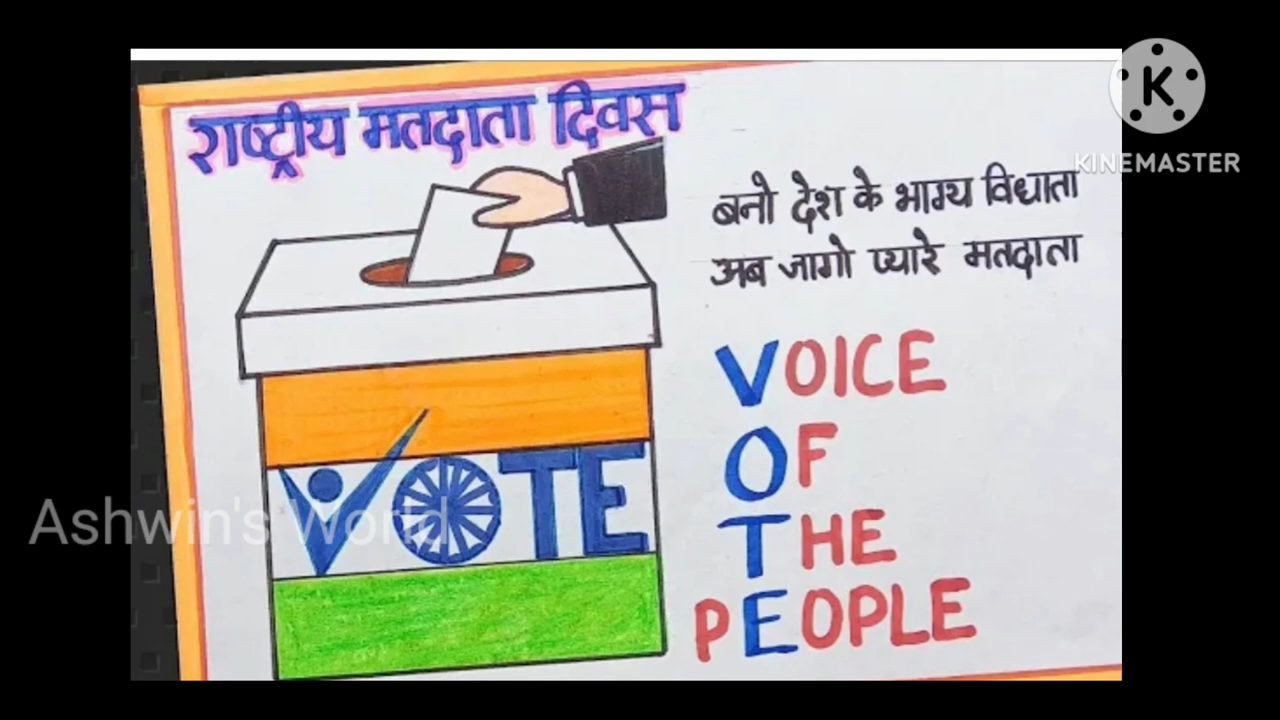 राष्ट्रीय मतदाता दिवस
बनो देश के भाग्य विधाता
अब जागो प्यारे मतदाता
VOICE
OF
THE
PEOPLE
VOTE
Ashwin's World
KINEMASTER